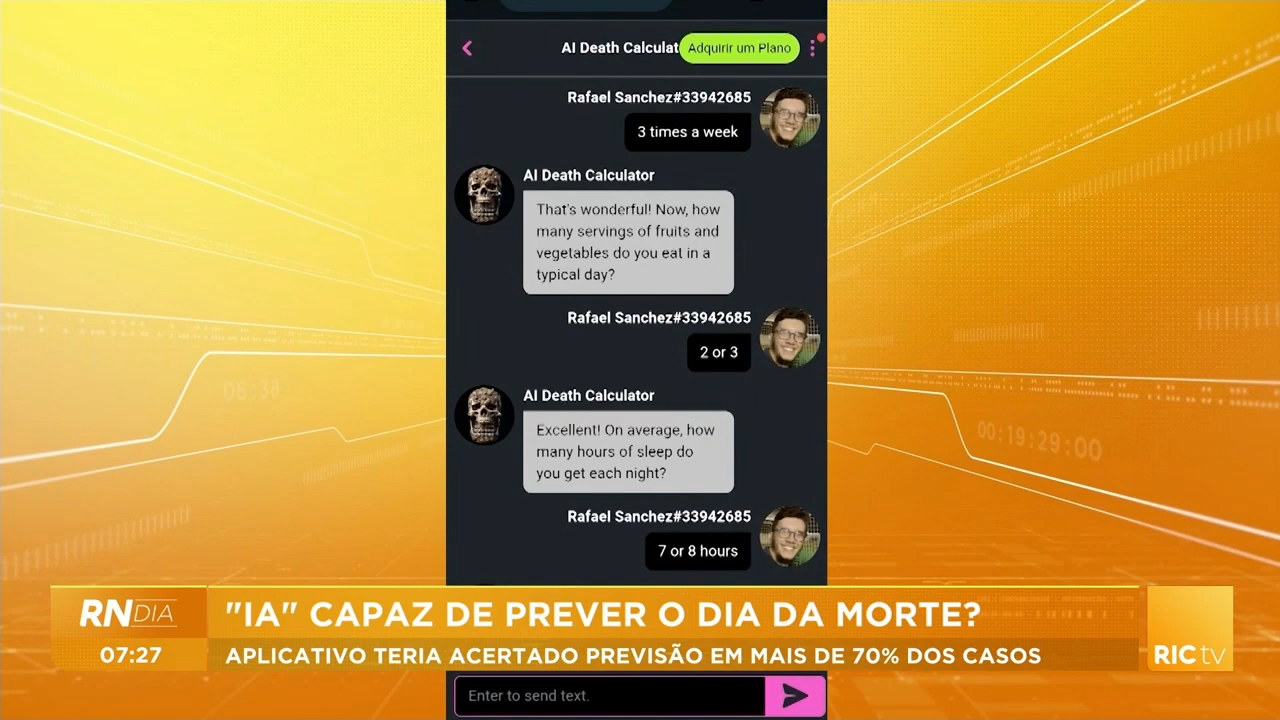 AI Death Calculat
Adquirir um Plano
Rafael Sanchez#33942685
3 times a week
AI Death Calculator
That's wonderful! Now, how
many servings of fruits and
vegetables do you eat in a
typical day?
Rafael Sanchez#33942685
2 or 3
AI Death Calculator
Excellent! On average, how
many hours of sleep do
you get each night?
Rafael Sanchez#33942685
7 or 8 hours
06:38
00:19:29:00
RN DIA
07:27
"IA" CAPAZ DE PREVER O DIA DA MORTE?
APLICATIVO TERIA ACERTADO PREVISÃO EM MAIS DE 70% DOS CASOS
RIC tv
Enter to send text.